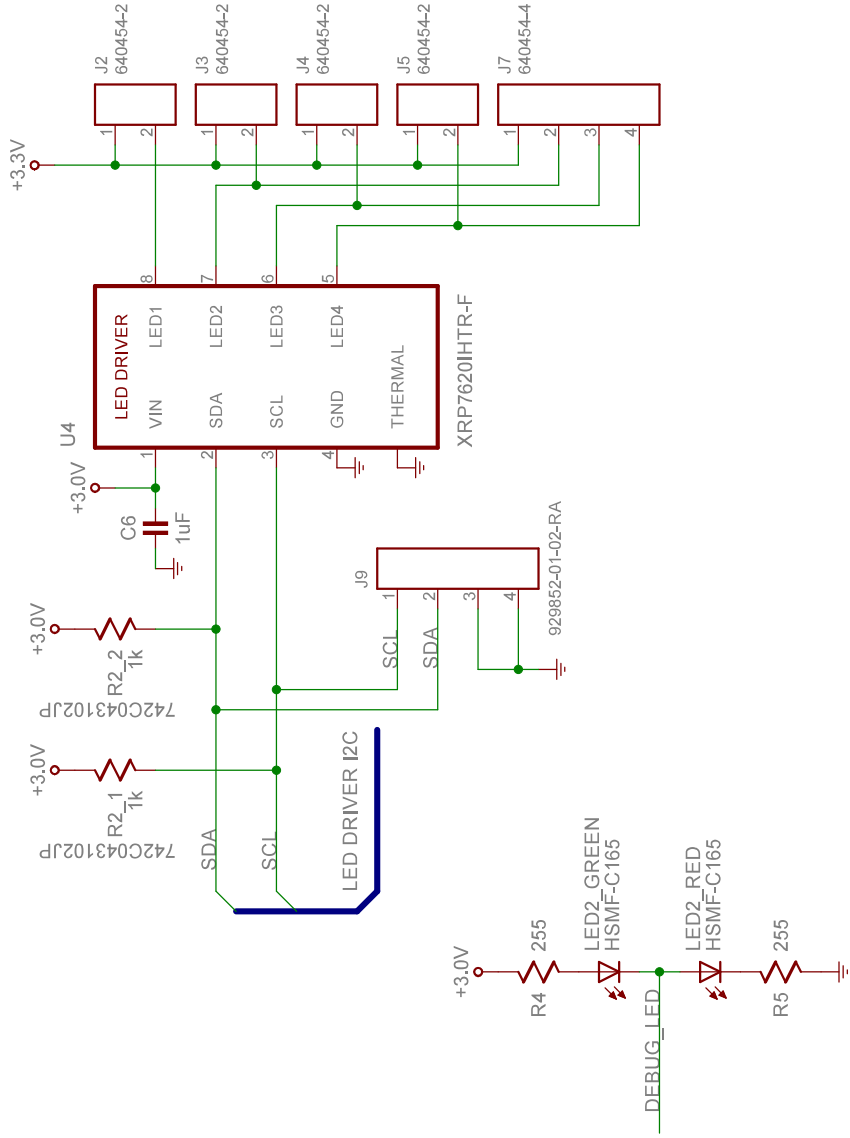 +3.3V
J2
640454-2
1
2
J3
640454-2
1
2
J4
640454-2
1
2
J5
640454-2
1
2
J7
640454-4
1
2
3
4
U4
LED DRIVER
XRP7620IHTR-F
8
LED1
7
LED2
6
LED3
5
LED4
VIN
1
SDA
2
SCL
3
GND
4
THERMAL
+3.0V
C6
1uF
+3.0V
R2_2
1k
742C043102JP
+3.0V
R2_1
1k
742C043102JP
J9
929852-01-02-RA
1
2
3
4
SCL
SDA
SDA
SCL
LED DRIVER I2C
+3.0V
R4
255
LED2_GREEN
HSMF-C165
DEBUG_LED
LED2_RED
HSMF-C165
R5
255